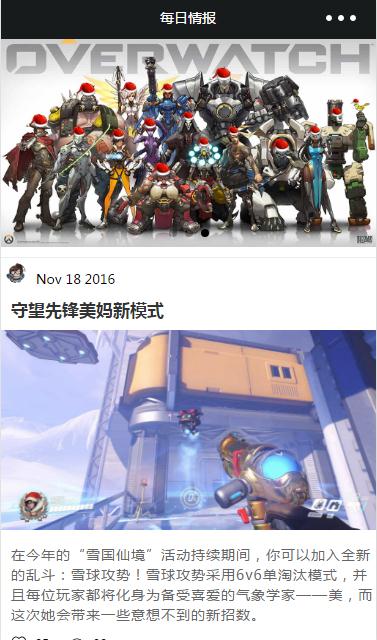 每日情报
OVERWATCH
Nov 18 2016
守望先锋美妈新模式
在今年的“雪国仙境”活动持续期间，你可以加入全新
的乱斗：雪球攻势！雪球攻势采用6v6单淘汰模式，并
且每位玩家都将化身为备受喜爱的气象学家——美，而
这次她会带来一些意想不到的新招数。